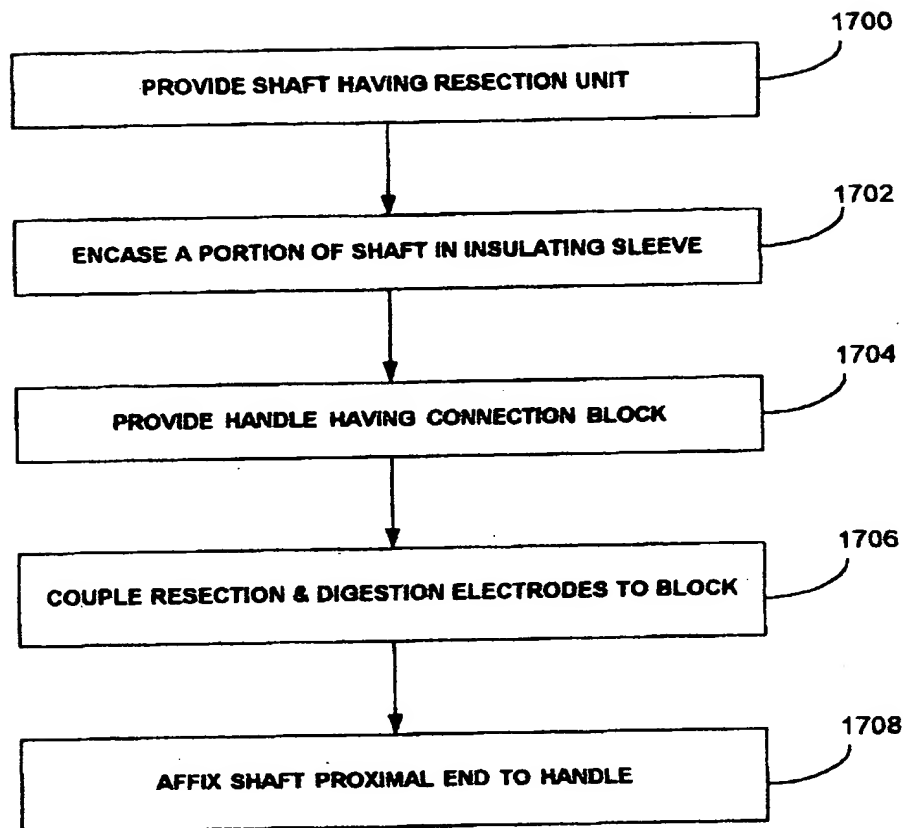 1700
PROVIDE SHAFT HAVING RESECTION UNIT
1702
ENCASE A PORTION OF SHAFT IN INSULATING SLEEVE
1704
PROVIDE HANDLE HAVING CONNECTION BLOCK
1706
COUPLE RESECTION & DIGESTION ELECTRODES TO BLOCK
1708
AFFIX SHAFT PROXIMAL END TO HANDLE